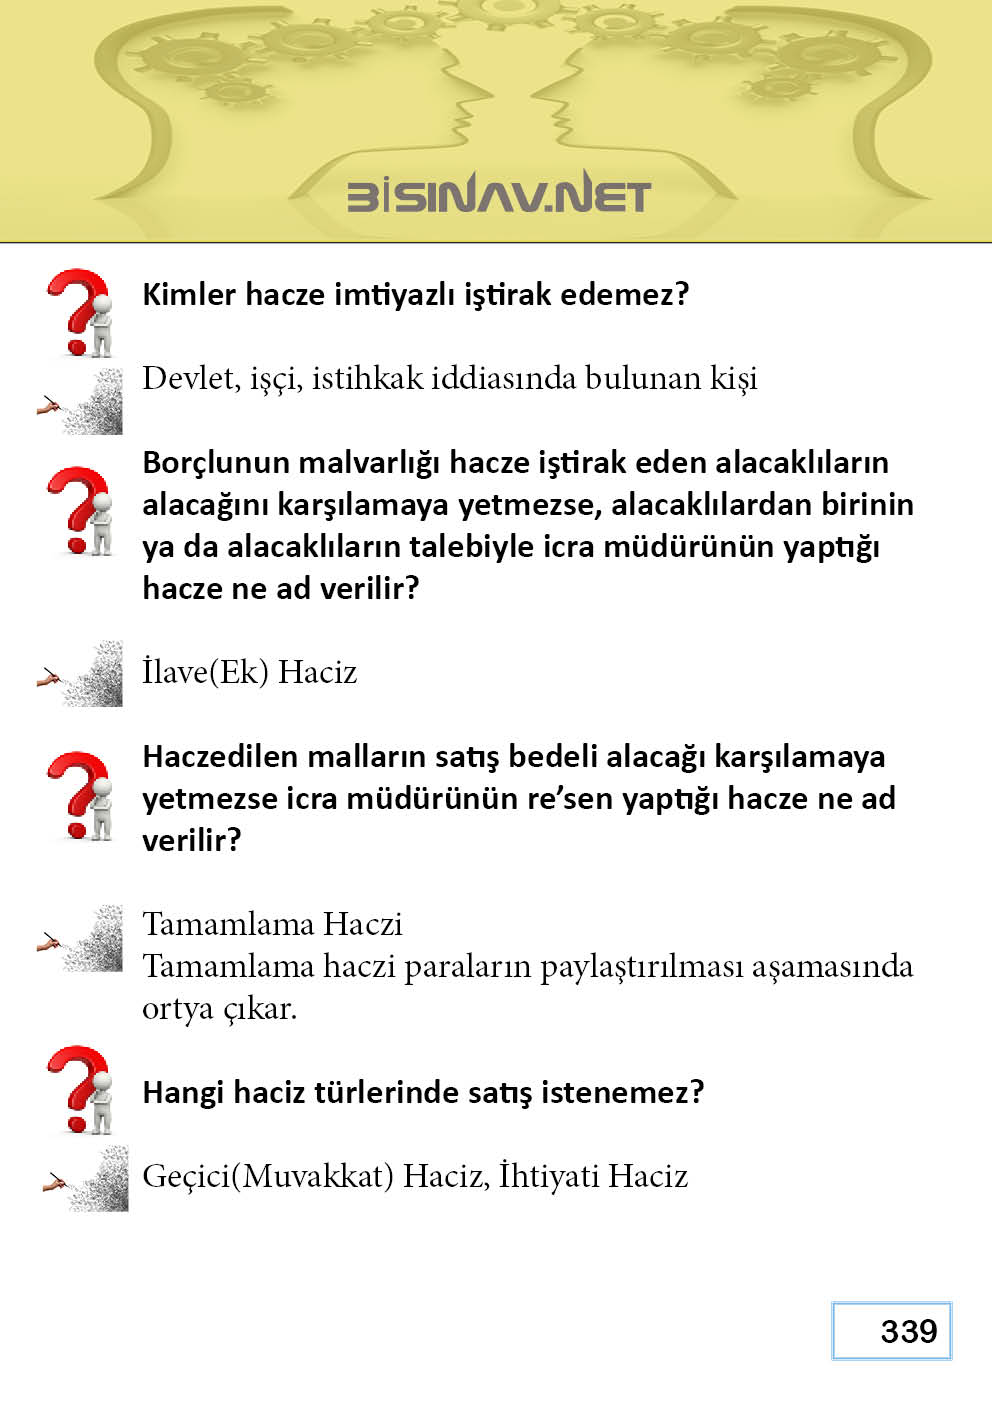 BİSINAV.NET
Kimler hacze imtiyazlı iştirak edemez?
Devlet, işçi, istihkak iddiasında bulunan kişi
Borçlunun malvarlığı hacze iştirak eden alacaklıların
alacağını karşılamaya yetmezse, alacaklılardan birinin
ya da alacaklıların talebiyle icra müdürünün yaptığı
hacze ne ad verilir?
İlave(Ek) Haciz
Haczedilen malların satış bedeli alacağı karşılamaya
yetmezse icra müdürünün re’sen yaptığı hacze ne ad
verilir?
Tamamlama Haczi
Tamamlama haczi paraların paylaştırılması aşamasında
ortya çıkar.
Hangi haciz türlerinde satış istenemez?
Geçici(Muvakkat) Haciz, İhtiyati Haciz
339